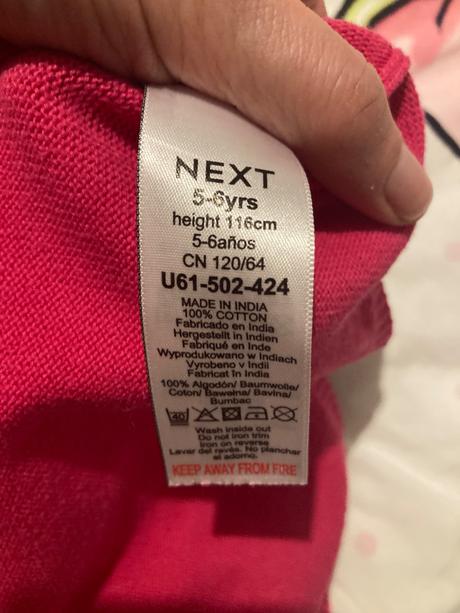 NEXT
5-6yrs
height 116cm
5-6años
CN 120/64
U61-502-424
MADE IN INDIA
100% COTTON
Fabricado en India
Hergestellt in Indien
Fabriqué en Inde
Wyprodukowano w Indiach
Vyrobeno v Indii
Fabricat în India
100% Algodón/ Baumwolle/
Coton/ Bawełna/ Bavlna/
Bumbac
40
Wash inside out
Do not iron trim
Iron on reverse
Lavar del revés. No planchar
el adorno.
KEEP AWAY FROM FIRE